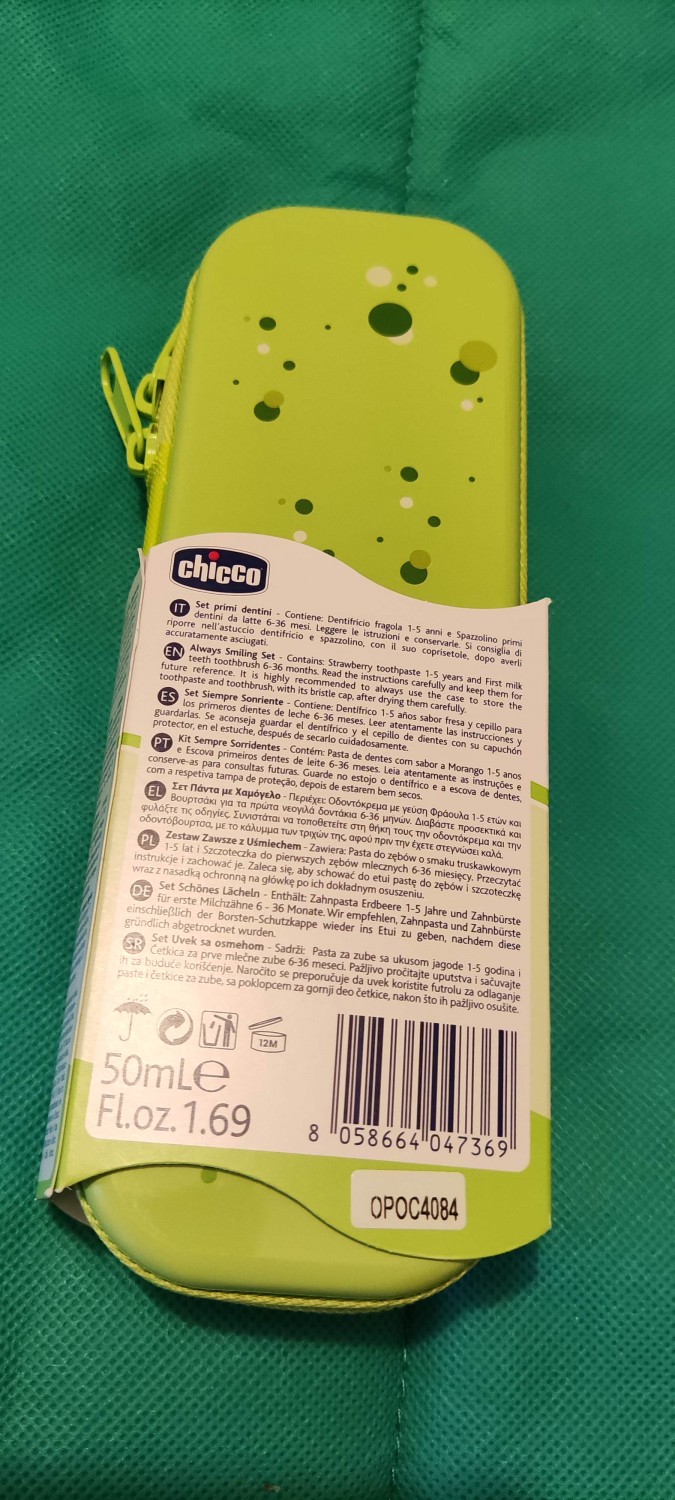 chicco
IT Set primi dentini - Contiene: Dentifricio fragola 1-5 anni e Spazzolino primi
dentini da latte 6-36 mesi. Leggere le istruzioni e conservarle. Si consiglia di
riporre nell'astuccio dentifricio e spazzolino, con il suo coprisetole, dopo averli
accuratamente asciugati.
EN Always Smiling Set - Contains: Strawberry toothpaste 1-5 years and First milk
teeth toothbrush 6-36 months. Read the instructions carefully and keep them for
future reference. It is highly recommended to always use the case to store the
toothpaste and toothbrush, with its bristle cap, after drying them carefully.
ES Set Siempre Sonriente - Contiene: Dentífrico 1-5 años sabor fresa y cepillo para
los primeros dientes de leche 6-36 meses. Leer atentamente las instrucciones y
guardarlas. Se aconseja guardar el dentífrico y el cepillo de dientes con su capuchón
protector, en el estuche, después de secarlo cuidadosamente.
PT Kit Sempre Sorridentes - Contém: Pasta de dentes com sabor a Morango 1-5 anos
e Escova primeiros dentes de leite 6-36 meses. Leia atentamente as instruções e
conserve-as para consultas futuras. Guarde no estojo o dentífrico e a escova de dentes,
com a respetiva tampa de proteção, depois de estarem bem secos.
EL Σετ Πάντα με Χαμόγελο - Περιέχει: Οδοντόκρεμα με γεύση Φράουλα 1-5 ετών και
Βουρτσάκι για τα πρώτα νεογιλά δοντάκια 6-36 μηνών. Διαβάστε προσεκτικά και
φυλάξτε τις οδηγίες. Συνιστάται να τοποθετείτε στη θήκη τους την οδοντόκρεμα και την
οδοντόβουρτσα, με το κάλυμμα των τριχών της, αφού πριν την έχετε στεγνώσει καλά.
PL Zestaw Zawsze z Uśmiechem - Zawiera: Pasta do zębów o smaku truskawkowym
1-5 lat i Szczoteczka do pierwszych zębów mlecznych 6-36 miesięcy. Przeczytać
instrukcje i zachować je. Zaleca się, aby schować do etui pastę do zębów i szczoteczkę
wraz z nasadką ochronną na główkę po ich dokładnym osuszeniu.
DE Set Schönes Lächeln - Enthält: Zahnpasta Erdbeere 1-5 Jahre und Zahnbürste
für erste Milchzähne 6 - 36 Monate. Wir empfehlen, Zahnpasta und Zahnbürste
einschließlich der Borsten-Schutzkappe wieder ins Etui zu geben, nachdem diese
gründlich abgetrocknet wurden.
SR Set Uvek sa osmehom - Sadrži: Pasta za zube sa ukusom jagode 1-5 godina i
Četkica za prve mlečne zube 6-36 meseci. Pažljivo pročitajte uputstva i sačuvajte
ih za buduće korišćenje. Naročito se preporučuje da uvek koristite futrolu za odlaganje
paste i četkice za zube, sa poklopcem za gornji deo četkice, nakon što ih pažljivo osušite.
12M
50mL℮
Fl.oz. 1.69
8 058664 047369
OPOC4084